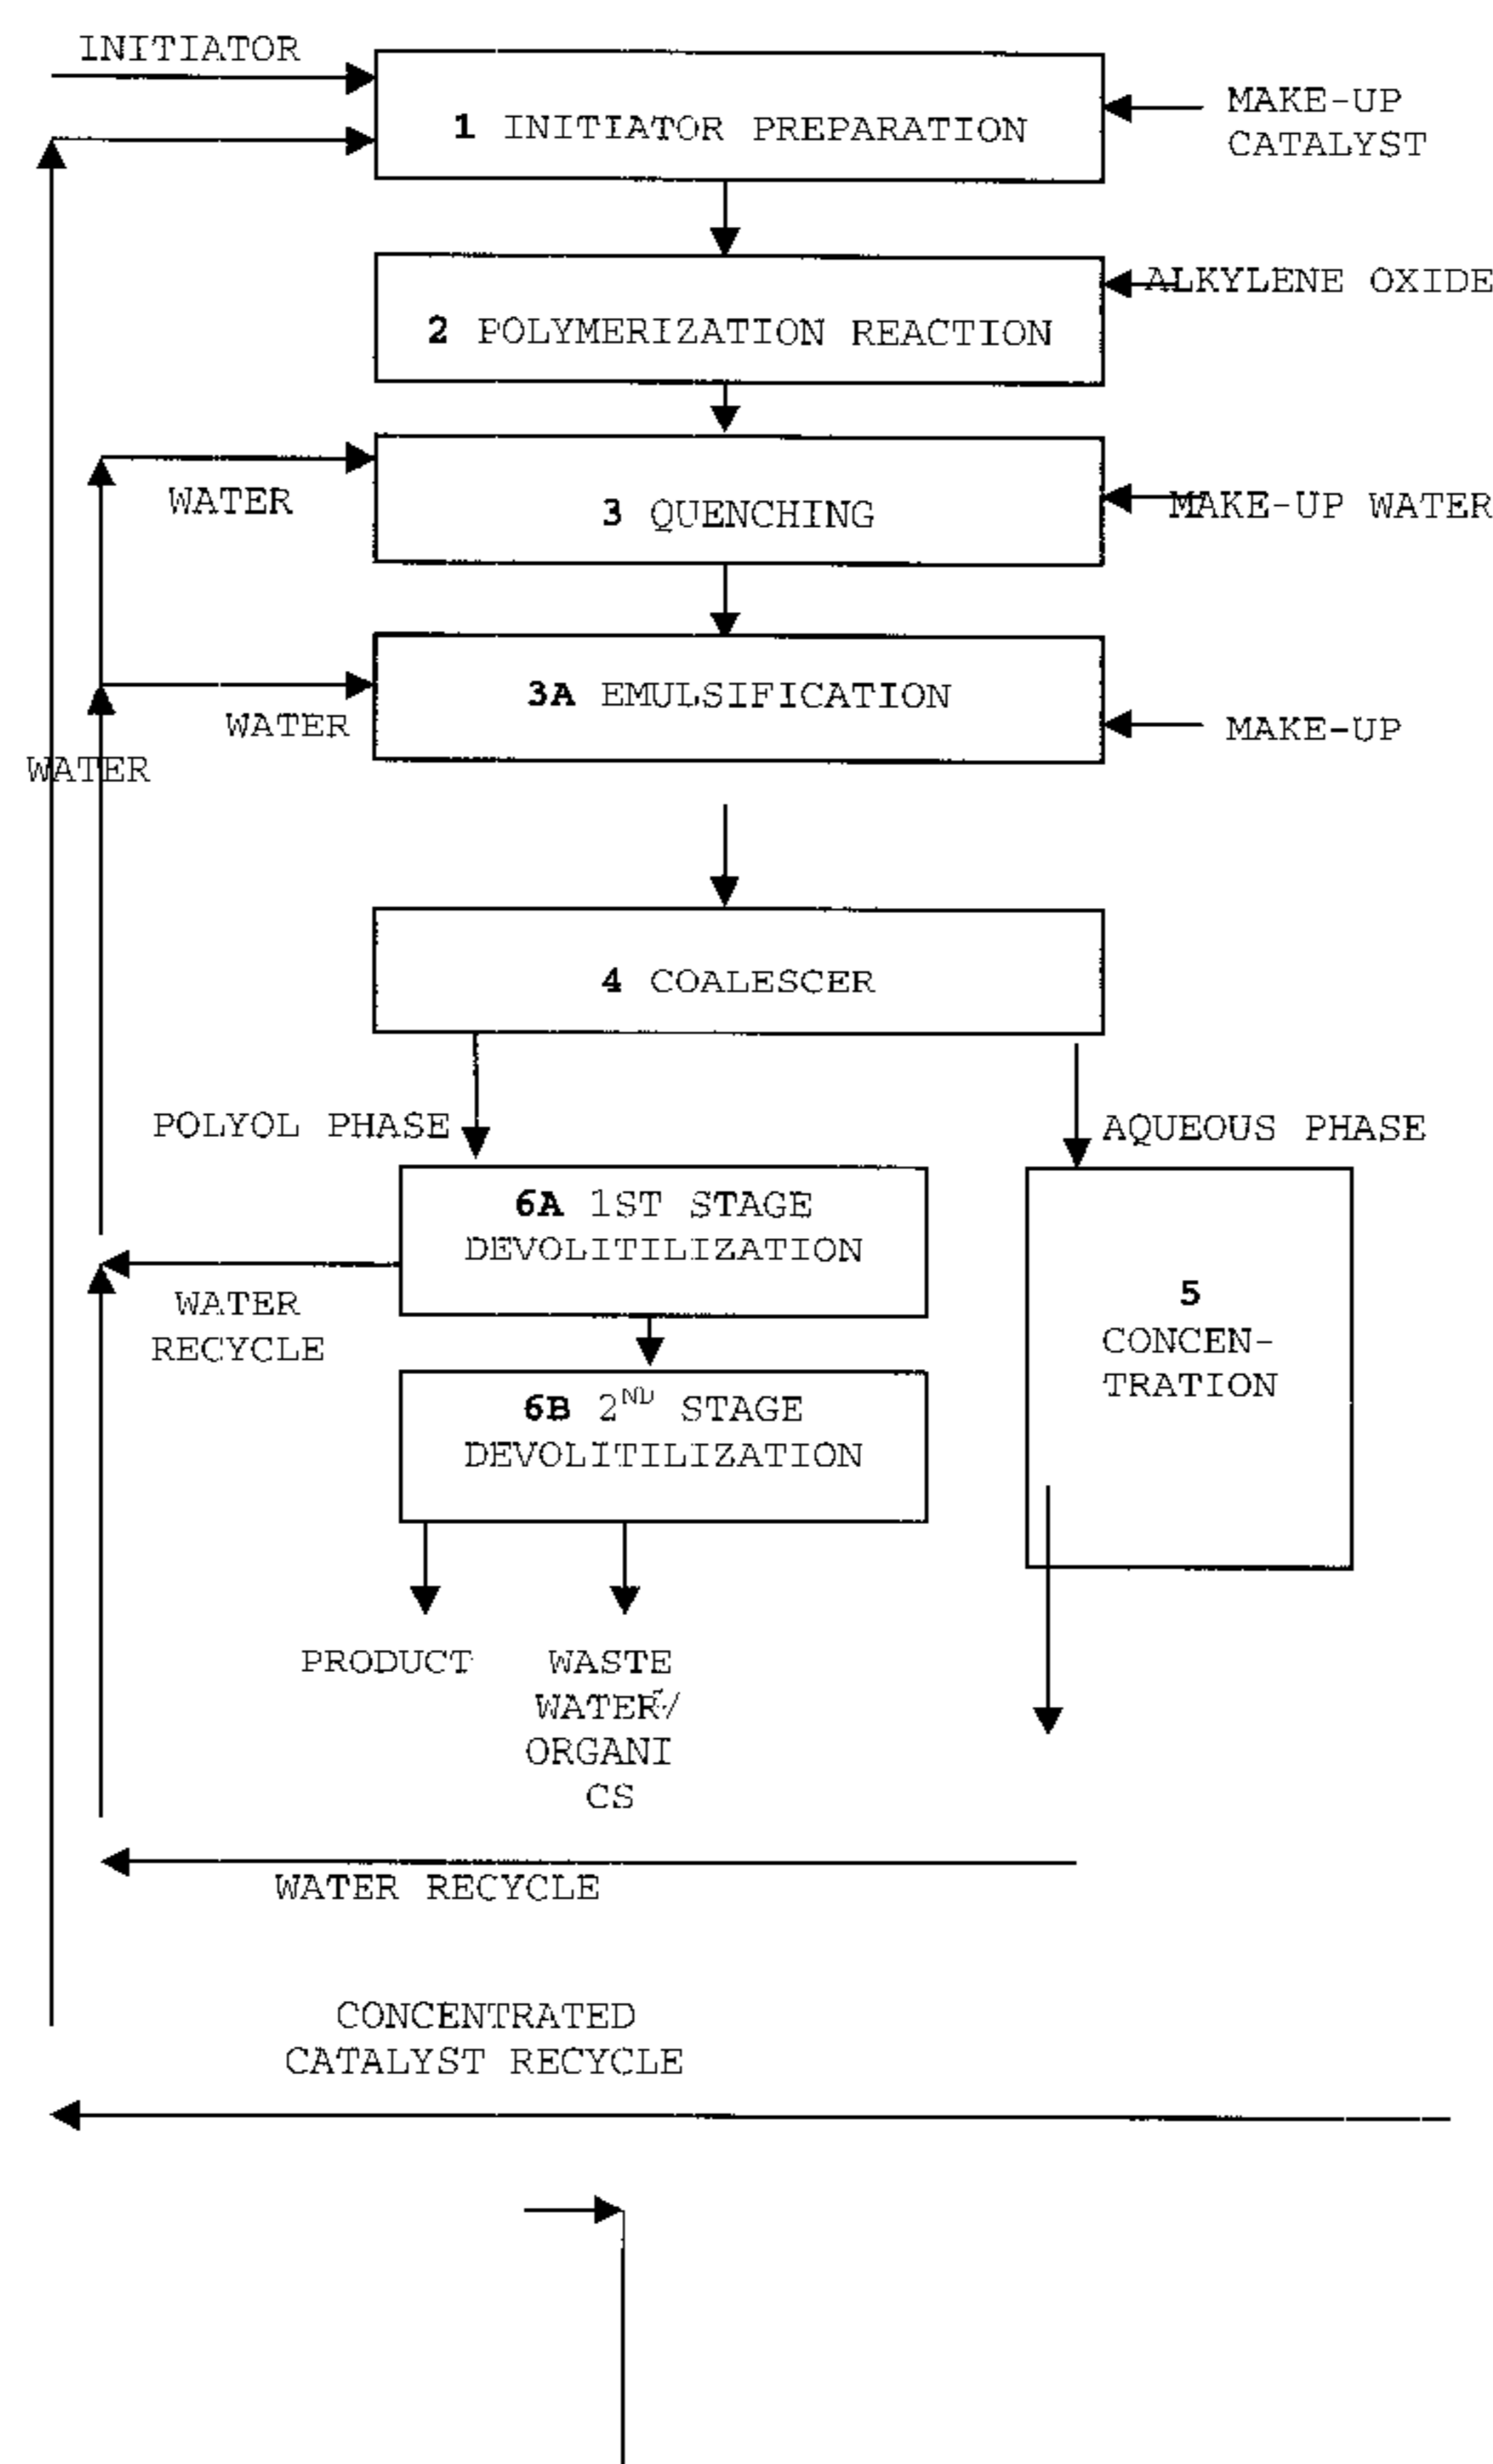 INITIATOR
1 INITIATOR PREPARATION
MAKE-UP
CATALYST
ALKYLENE OXIDE
2 POLYMERIZATION REACTION
WATER
3 QUENCHING
MAKE-UP WATER
3A EMULSIFICATION
WATER
MAKE-UP
WATER
4 COALESCER
POLYOL PHASE
AQUEOUS PHASE
6A 1ST STAGE
DEVOLITILIZATION
WATER
RECYCLE
5
CONCEN-
TRATION
6B 2ND STAGE
DEVOLITILIZATION
PRODUCT
WASTE
WATER/
ORGANI
CS
WATER RECYCLE
CONCENTRATED
CATALYST RECYCLE